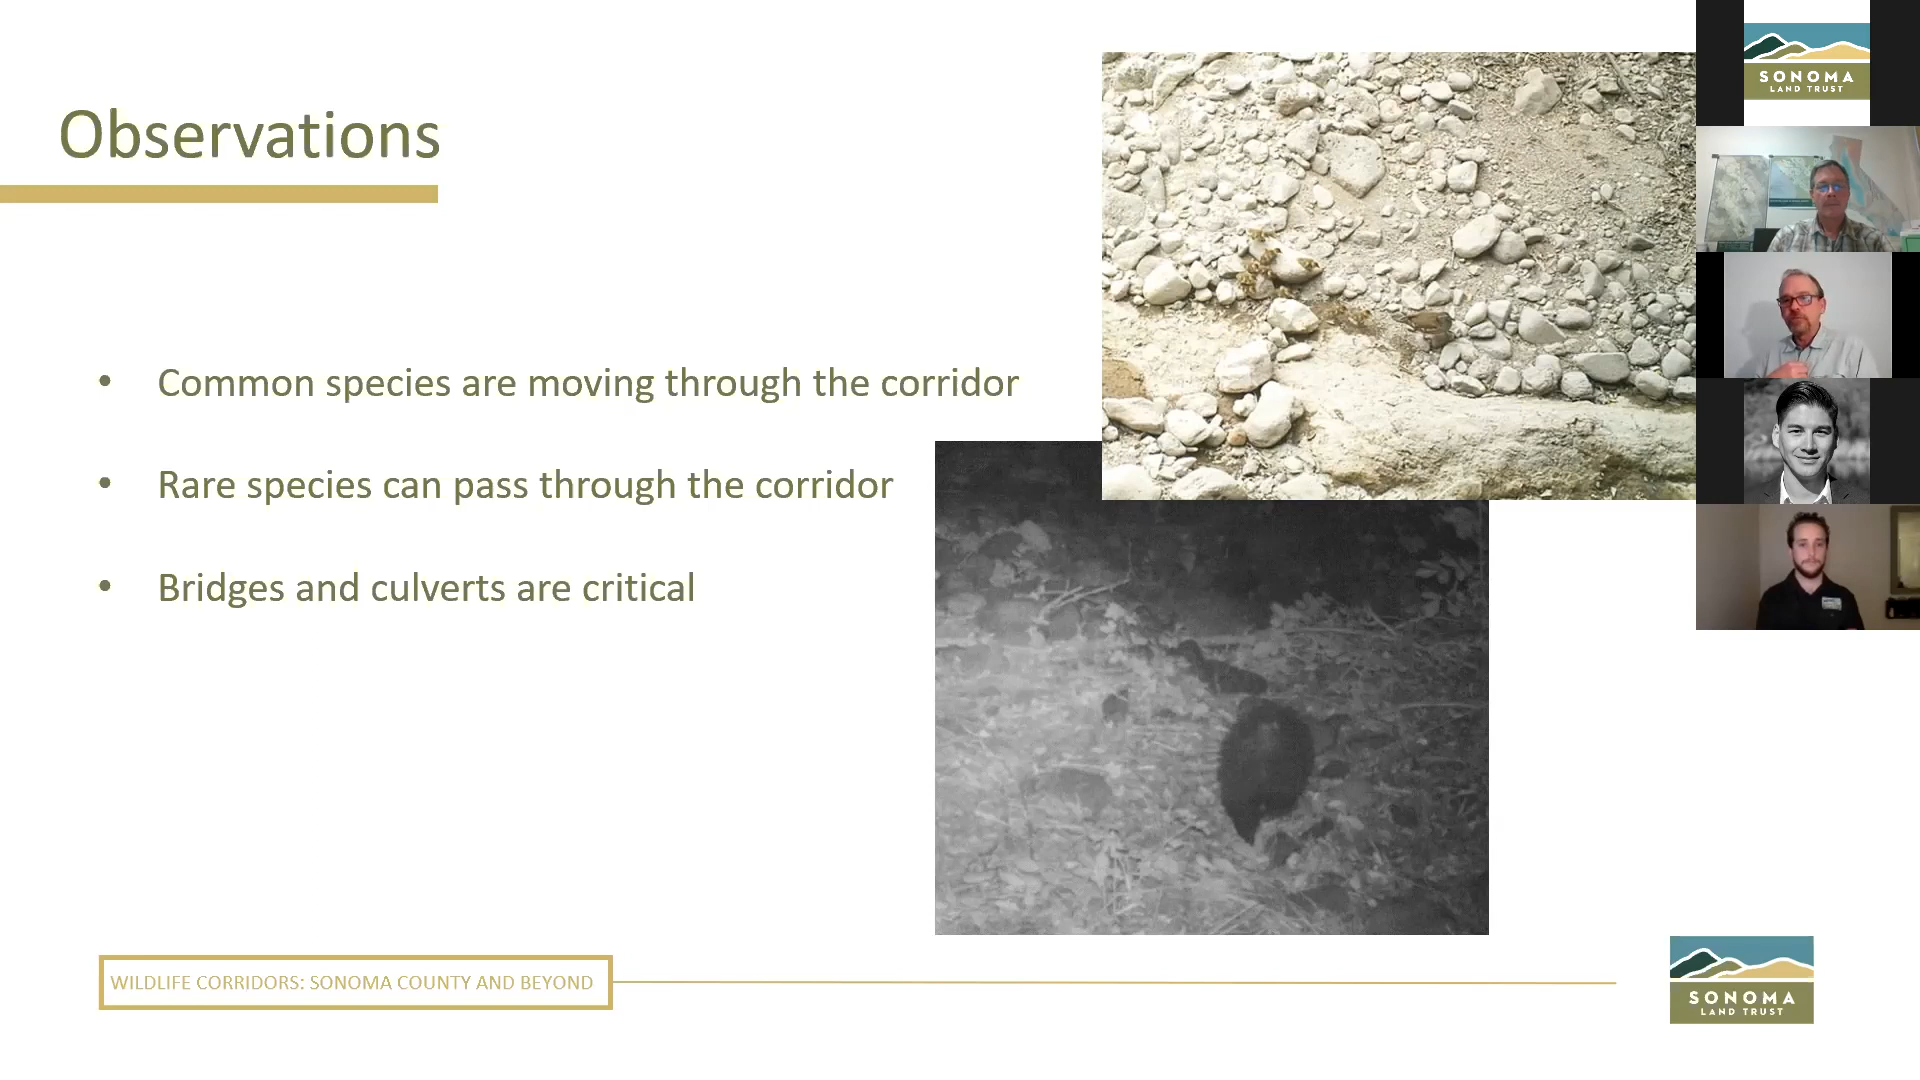 Observations
Common species are moving through the corridor
Rare species can pass through the corridor
Bridges and culverts are critical
WILDLIFE CORRIDORS: SONOMA COUNTY AND BEYOND
SONOMA
LAND TRUST
SONOMA
LAND TRUST